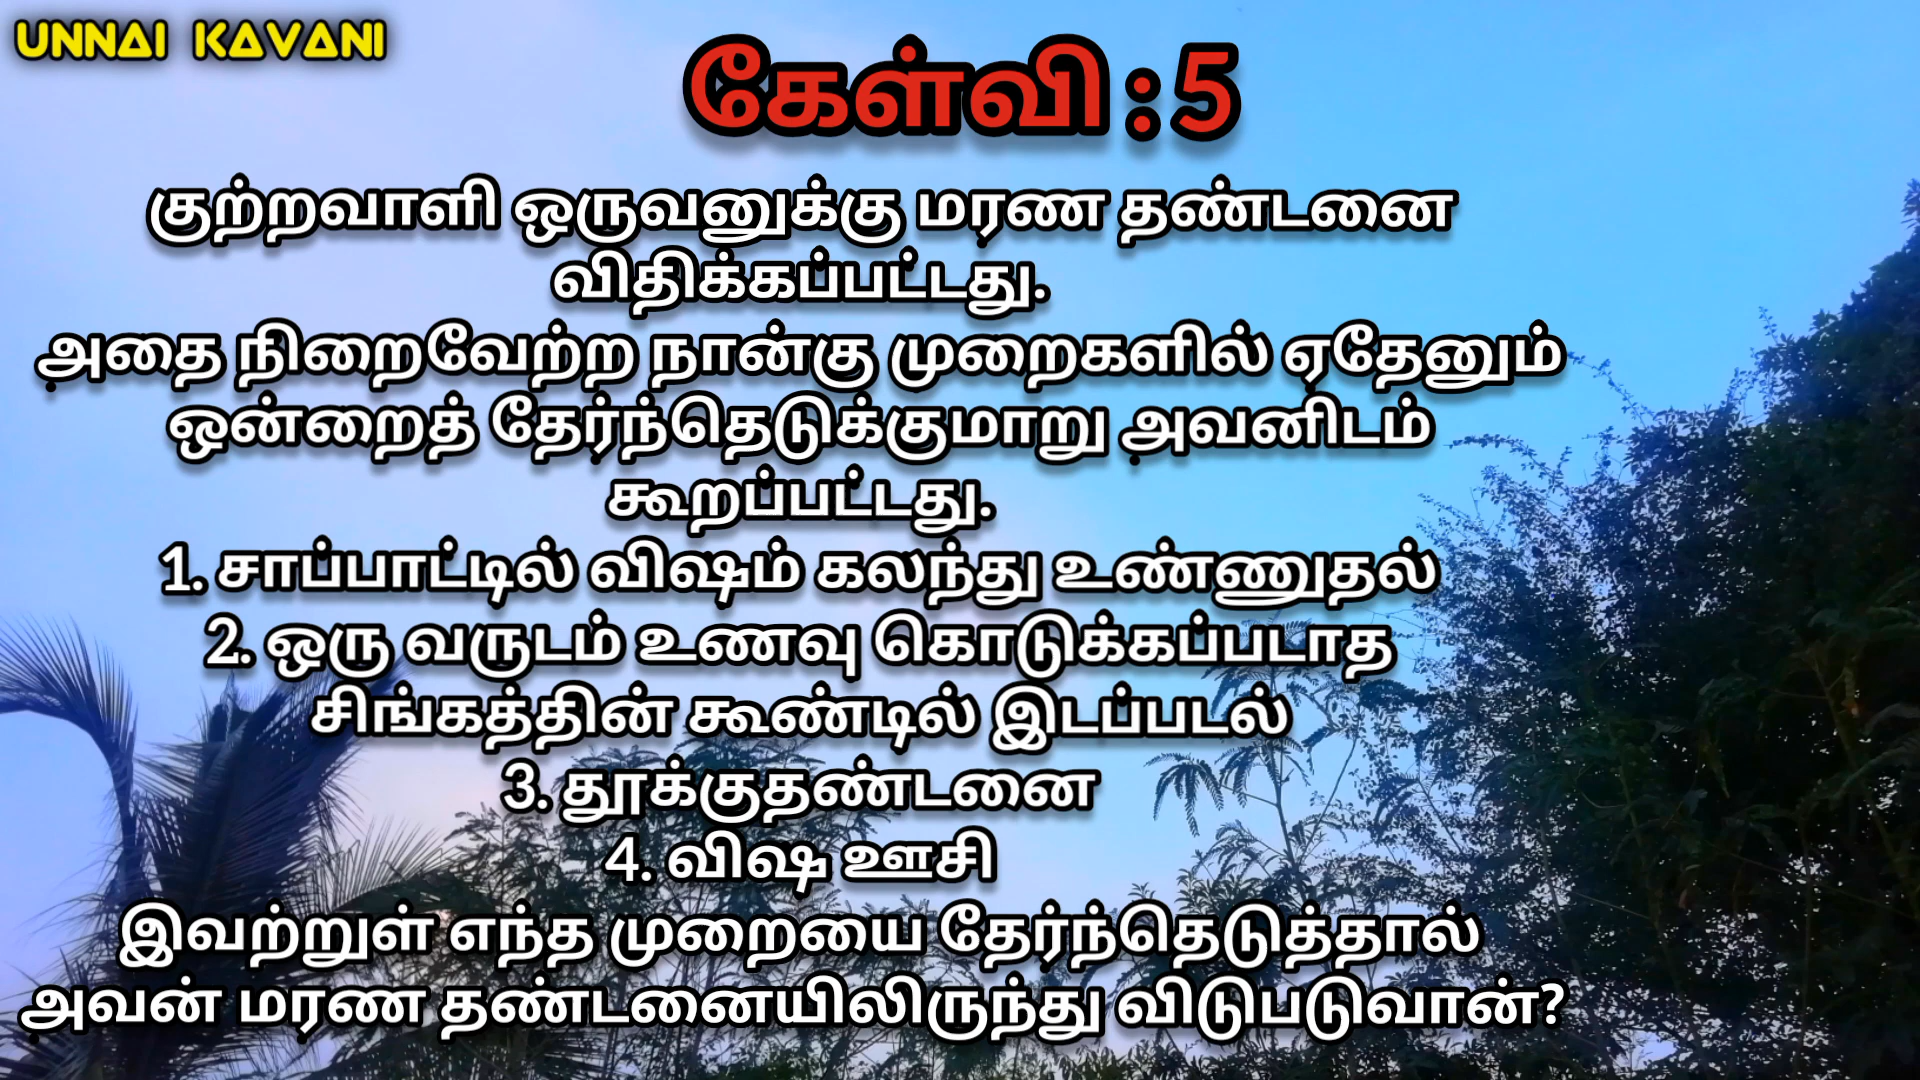 UNNAI KAVANI
கேள்வி : 5
குற்றவாளி ஒருவனுக்கு மரண தண்டனை
விதிக்கப்பட்டது.
அதை நிறைவேற்ற நான்கு முறைகளில் ஏதேனும்
ஒன்றைத் தேர்ந்தெடுக்குமாறு அவனிடம்
கூறப்பட்டது.
1. சாப்பாட்டில் விஷம் கலந்து உண்ணுதல்
2. ஒரு வருடம் உணவு கொடுக்கப்படாத
சிங்கத்தின் கூண்டில் இடப்படல்
3. தூக்குதண்டனை
4. விஷ ஊசி
இவற்றுள் எந்த முறையை தேர்ந்தெடுத்தால்
அவன் மரண தண்டனையிலிருந்து விடுபடுவான்?